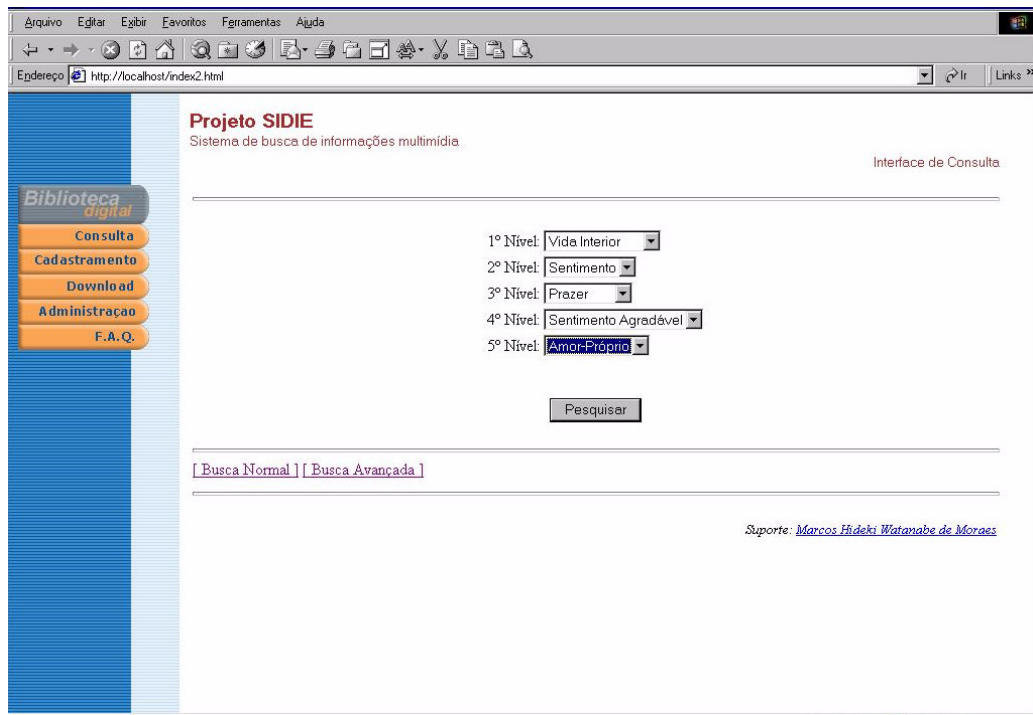 Arquivo Editar Exibir Favoritos Ferramentas Ajuda
Endereço http://localhost/index2.html Ir Links »
Projeto SIDIE
Sistema de busca de informações multimídia
Interface de Consulta
Biblioteca
digital
Consulta
Cadastramento
Download
Administraçao
F.A.Q.
1º Nível: Vida Interior
2º Nível: Sentimento
3º Nível: Prazer
4º Nível: Sentimento Agradável
5º Nível: Amor-Próprio
Pesquisar
[ Busca Normal ] [ Busca Avançada ]
Suporte: Marcos Hideki Watanabe de Moraes